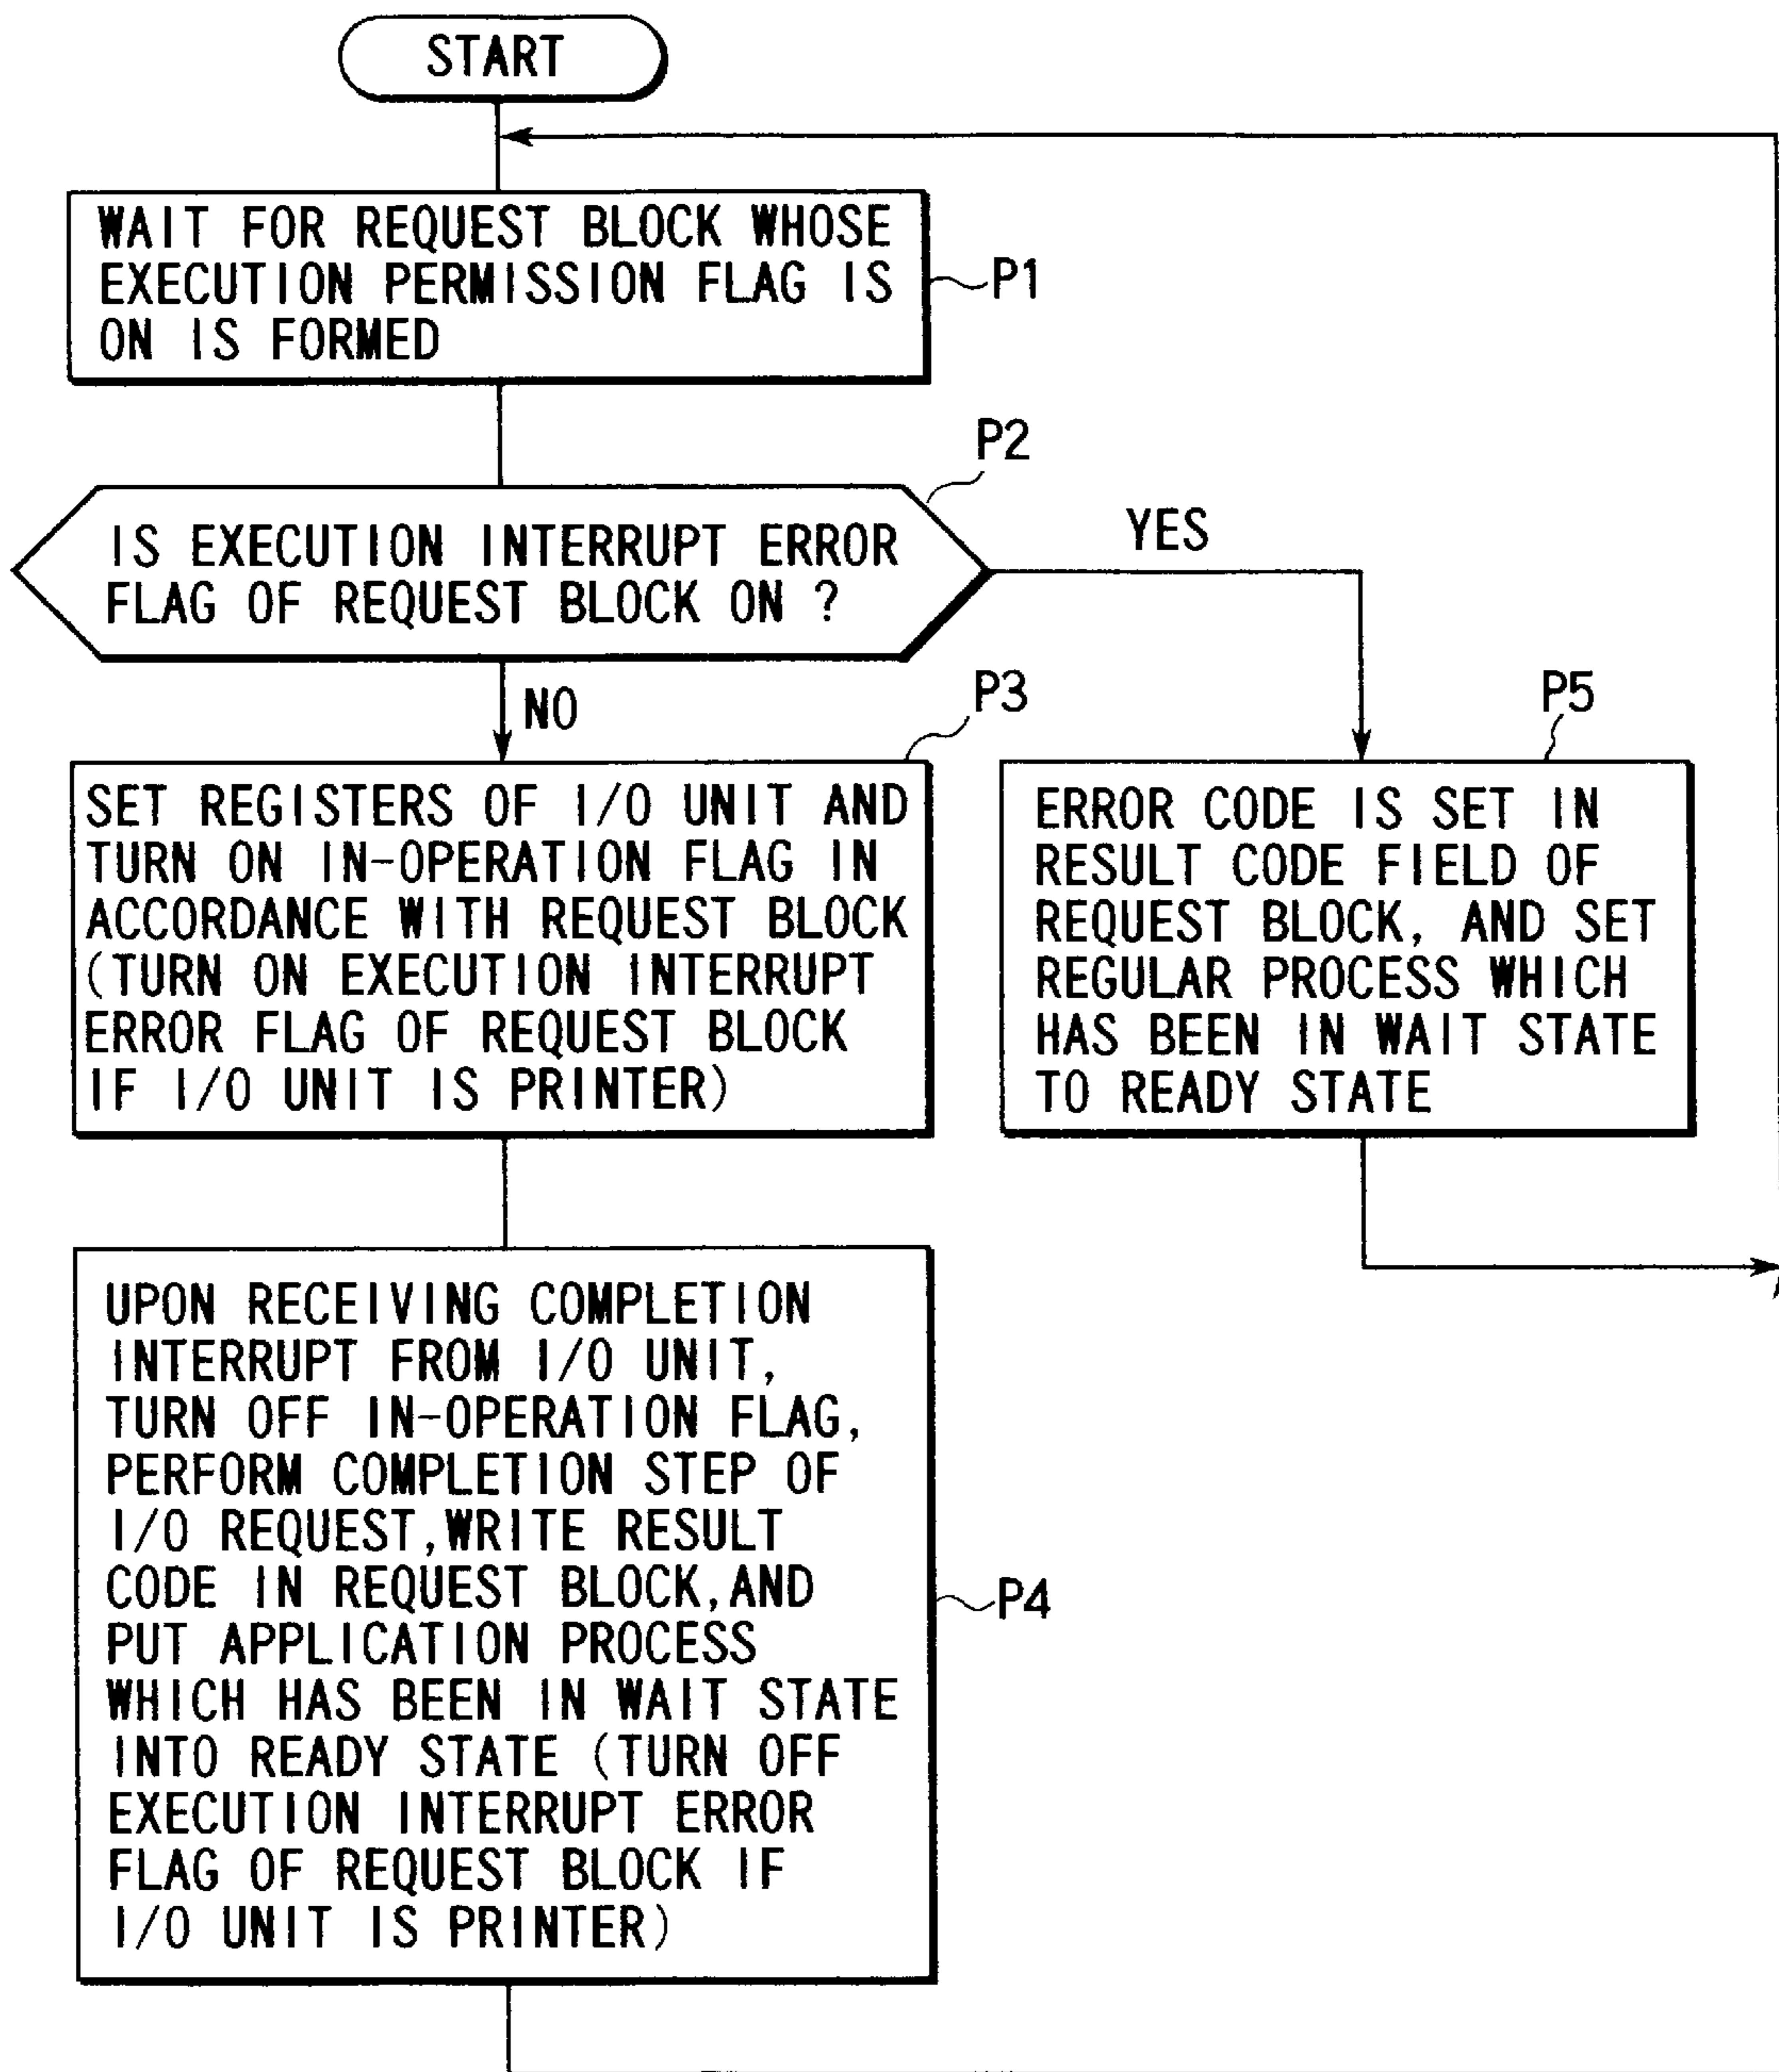 START
WAIT FOR REQUEST BLOCK WHOSE
EXECUTION PERMISSION FLAG IS
ON IS FORMED
P1
P2
IS EXECUTION INTERRUPT ERROR
FLAG OF REQUEST BLOCK ON ?
YES
NO
P3
SET REGISTERS OF I/O UNIT AND
TURN ON IN-OPERATION FLAG IN
ACCORDANCE WITH REQUEST BLOCK
(TURN ON EXECUTION INTERRUPT
ERROR FLAG OF REQUEST BLOCK
IF I/O UNIT IS PRINTER)
P5
ERROR CODE IS SET IN
RESULT CODE FIELD OF
REQUEST BLOCK, AND SET
REGULAR PROCESS WHICH
HAS BEEN IN WAIT STATE
TO READY STATE
UPON RECEIVING COMPLETION
INTERRUPT FROM I/O UNIT,
TURN OFF IN-OPERATION FLAG,
PERFORM COMPLETION STEP OF
I/O REQUEST,WRITE RESULT
CODE IN REQUEST BLOCK,AND
PUT APPLICATION PROCESS
WHICH HAS BEEN IN WAIT STATE
INTO READY STATE (TURN OFF
EXECUTION INTERRUPT ERROR
FLAG OF REQUEST BLOCK IF
I/O UNIT IS PRINTER)
P4